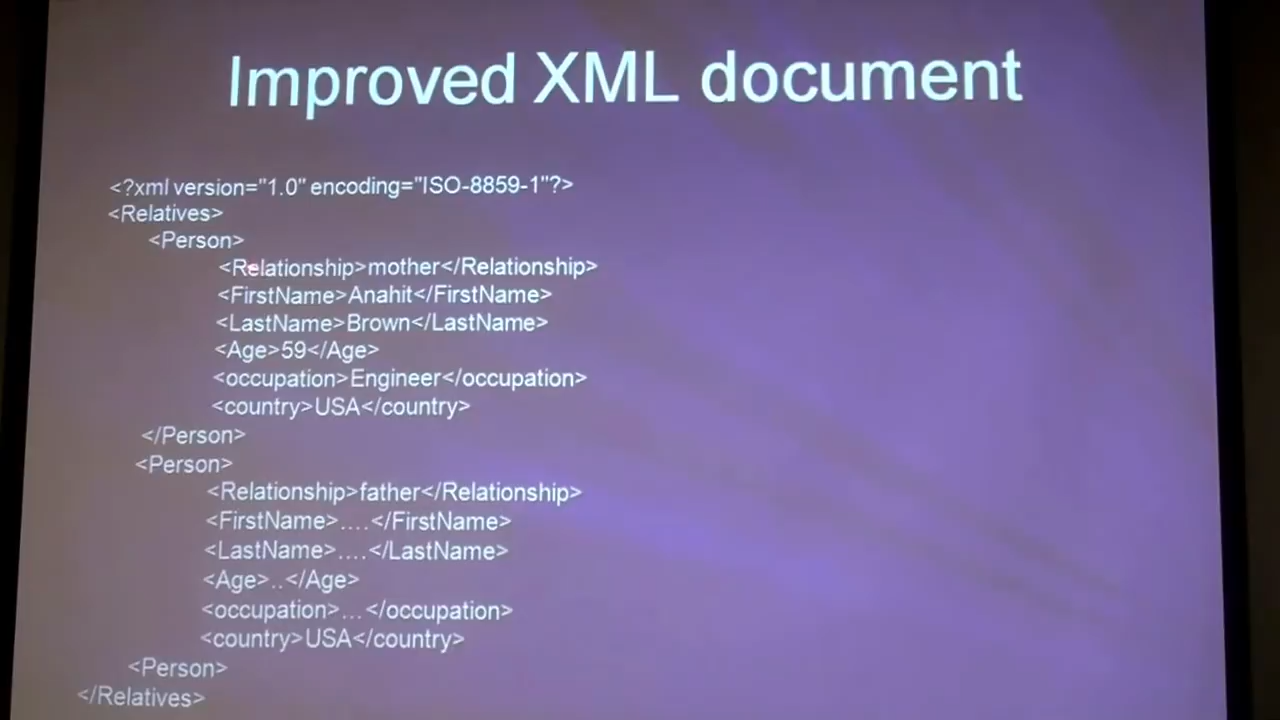 Improved XML document
<?xml version="1.0" encoding="ISO-8859-1"?>
<Relatives>
<Person>
<Relationship>mother</Relationship>
<FirstName>Anahit</FirstName>
<LastName>Brown</LastName>
<Age>59</Age>
<occupation>Engineer</occupation>
<country>USA</country>
</Person>
<Person>
<Relationship>father</Relationship>
<FirstName>....</FirstName>
<LastName>....</LastName>
<Age>..</Age>
<occupation>...</occupation>
<country>USA</country>
<Person>
</Relatives>